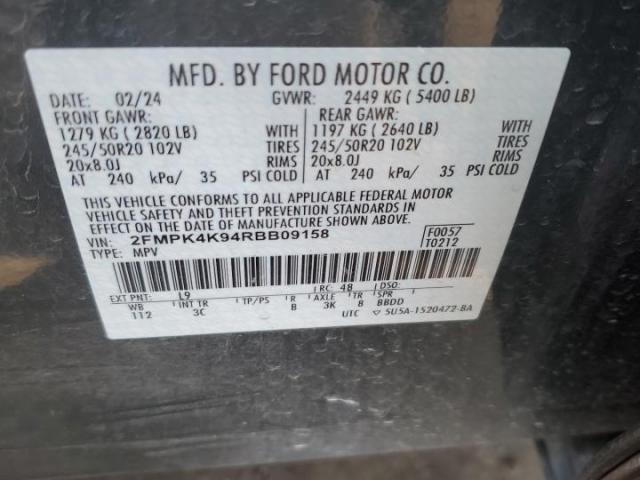 MFD. BY FORD MOTOR CO.
DATE: 02/24 GVWR: 2449 KG ( 5400 LB)
FRONT GAWR: REAR GAWR:
1279 KG ( 2820 LB) WITH 1197 KG ( 2640 LB) WITH
245/50R20 102V TIRES 245/50R20 102V TIRES
20x8.0J RIMS 20x8.0J RIMS
AT 240 kPa/ 35 PSI COLD AT 240 kPa/ 35 PSI COLD
THIS VEHICLE CONFORMS TO ALL APPLICABLE FEDERAL MOTOR
VEHICLE SAFETY AND THEFT PREVENTION STANDARDS IN
EFFECT ON THE DATE OF MANUFACTURE SHOWN ABOVE.
VIN: 2FMPK4K94RBB09158 F0057
TYPE: MPV T0212
EXT PNT: L9 RC: 48 DSO:
WB INT TR TP/PS R AXLE TR SPR
112 3C B 3K 8 BBDD
UTC ▽ 5U5A-1520472-BA